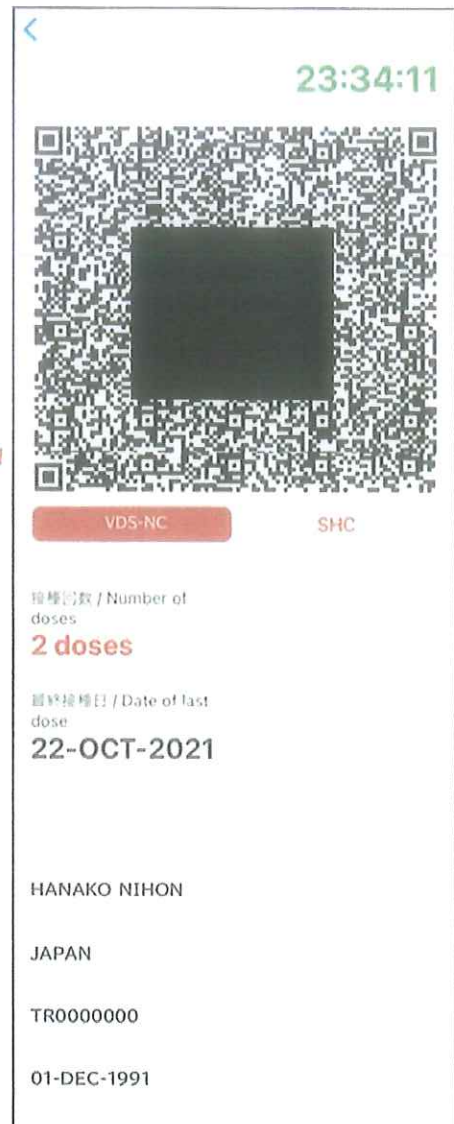 23:34:11
VDS-NC
SHC
接種回数 / Number of
doses
2 doses
最終接種日 / Date of last
dose
22-OCT-2021
HANAKO NIHON
JAPAN
TR0000000
01-DEC-1991